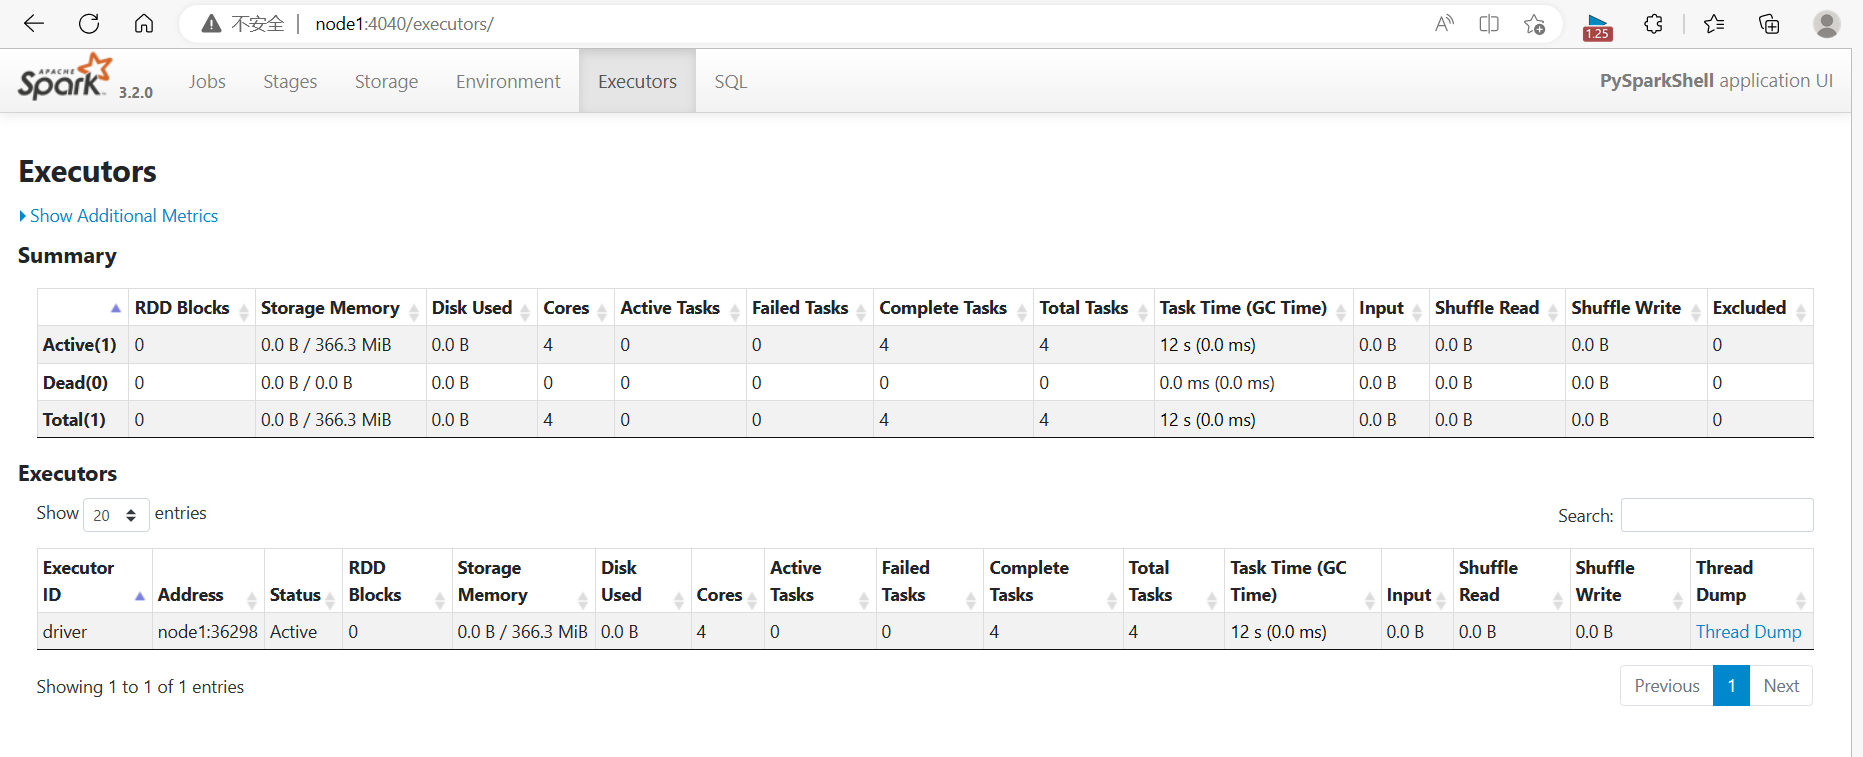 不安全 node1:4040/executors/
1.25
APACHE Spark 3.2.0 Jobs Stages Storage Environment Executors SQL PySparkShell application UI
Executors
Show Additional Metrics
Summary
RDD Blocks Storage Memory Disk Used Cores Active Tasks Failed Tasks Complete Tasks Total Tasks Task Time (GC Time) Input Shuffle Read Shuffle Write Excluded
Active(1) 0 0.0 B / 366.3 MiB 0.0 B 4 0 0 4 4 12 s (0.0 ms) 0.0 B 0.0 B 0.0 B 0
Dead(0) 0 0.0 B / 0.0 B 0.0 B 0 0 0 0 0 0.0 ms (0.0 ms) 0.0 B 0.0 B 0.0 B 0
Total(1) 0 0.0 B / 366.3 MiB 0.0 B 4 0 0 4 4 12 s (0.0 ms) 0.0 B 0.0 B 0.0 B 0
Executors
Show 20 entries Search:
Executor ID Address Status RDD Blocks Storage Memory Disk Used Cores Active Tasks Failed Tasks Complete Tasks Total Tasks Task Time (GC Time) Input Shuffle Read Shuffle Write Thread Dump
driver node1:36298 Active 0 0.0 B / 366.3 MiB 0.0 B 4 0 0 4 4 12 s (0.0 ms) 0.0 B 0.0 B 0.0 B Thread Dump
Showing 1 to 1 of 1 entries Previous 1 Next